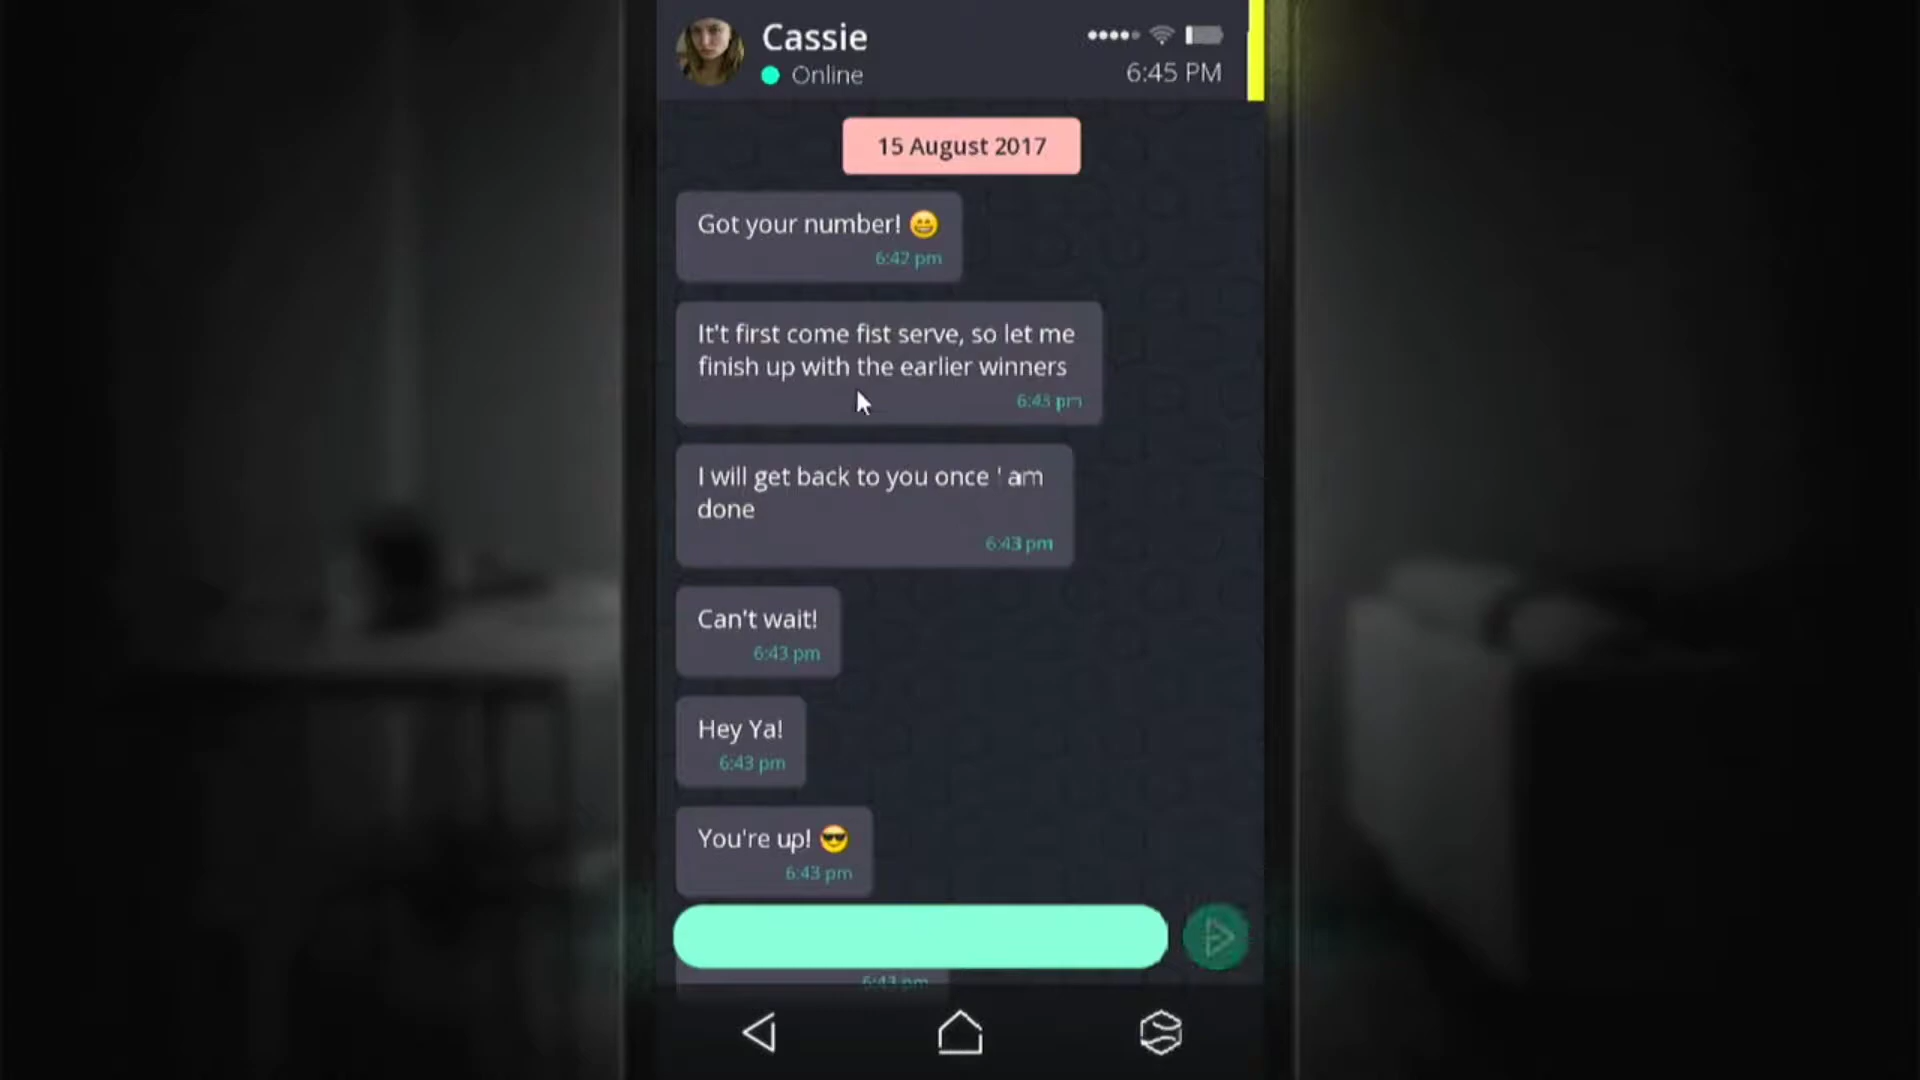 Cassie
Online
6:45 PM
15 August 2017
Got your number!
6:42 pm
It't first come fist serve, so let me
finish up with the earlier winners
6:43 pm
I will get back to you once I am
done
6:43 pm
Can't wait!
6:43 pm
Hey Ya!
6:43 pm
You're up!
6:43 pm
6:43 pm